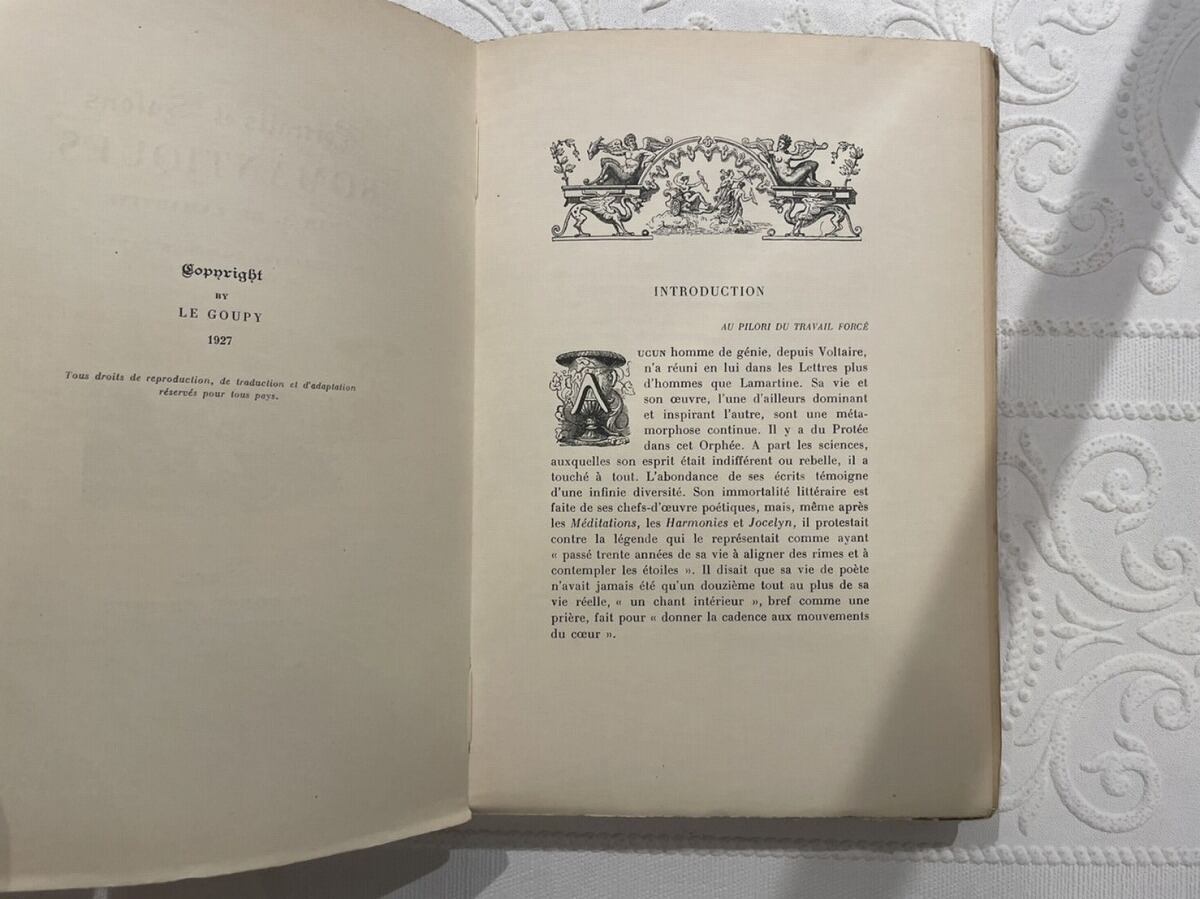 Copyright
BY
LE GOUPY
1927
Tous droits de reproduction, de traduction et d'adaptation
réservés pour tous pays.
INTRODUCTION
AU PILORI DU TRAVAIL FORCÉ
AUCUN homme de génie, depuis Voltaire,
n'a réuni en lui dans les Lettres plus
d'hommes que Lamartine. Sa vie et
son œuvre, l'une d'ailleurs dominant
et inspirant l'autre, sont une méta-
morphose continue. Il y a du Protée
dans cet Orphée. A part les sciences,
auxquelles son esprit était indifférent ou rebelle, il a
touché à tout. L'abondance de ses écrits témoigne
d'une infinie diversité. Son immortalité littéraire est
faite de ses chefs-d'œuvre poétiques, mais, même après
les Méditations, les Harmonies et Jocelyn, il protestait
contre la légende qui le représentait comme ayant
« passé trente années de sa vie à aligner des rimes et à
contempler les étoiles ». Il disait que sa vie de poète
n'avait jamais été qu'un douzième tout au plus de sa
vie réelle, « un chant intérieur », bref comme une
prière, fait pour « donner la cadence aux mouvements
du cœur ».